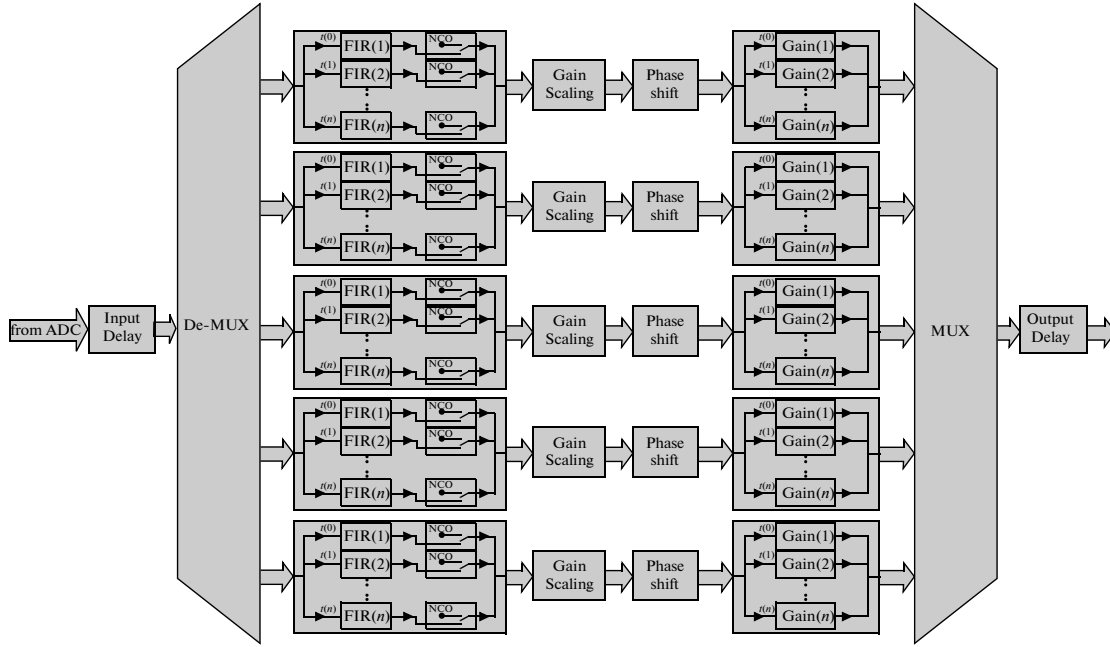 from ADC
Input
Delay
De-MUX
t(0) FIR(1) NCO
t(1) FIR(2) NCO
t(n) FIR(n) NCO
Gain
Scaling
Phase
shift
t(0) Gain(1)
t(1) Gain(2)
t(n) Gain(n)
t(0) FIR(1) NCO
t(1) FIR(2) NCO
t(n) FIR(n) NCO
Gain
Scaling
Phase
shift
t(0) Gain(1)
t(1) Gain(2)
t(n) Gain(n)
t(0) FIR(1) NCO
t(1) FIR(2) NCO
t(n) FIR(n) NCO
Gain
Scaling
Phase
shift
t(0) Gain(1)
t(1) Gain(2)
t(n) Gain(n)
t(0) FIR(1) NCO
t(1) FIR(2) NCO
t(n) FIR(n) NCO
Gain
Scaling
Phase
shift
t(0) Gain(1)
t(1) Gain(2)
t(n) Gain(n)
t(0) FIR(1) NCO
t(1) FIR(2) NCO
t(n) FIR(n) NCO
Gain
Scaling
Phase
shift
t(0) Gain(1)
t(1) Gain(2)
t(n) Gain(n)
MUX
Output
Delay